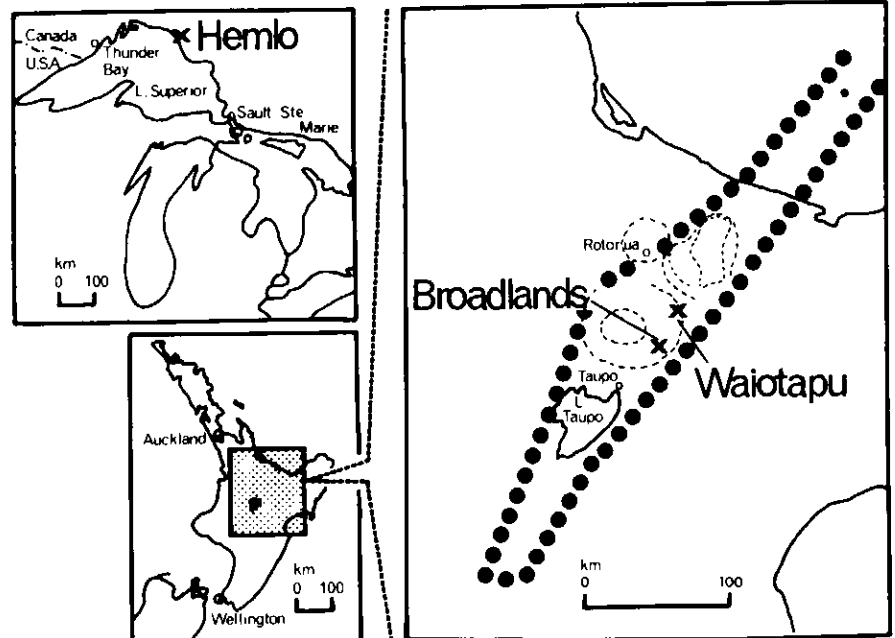 Canada
Hemlo
Thunder
Bay
U.S.A.
L. Superior
Sault Ste
Marie
km
0 100
Auckland
km
0 100
Wellington
Rotorua
Broadlands
Waiotapu
Taupo
L
Taupo
km
0 100